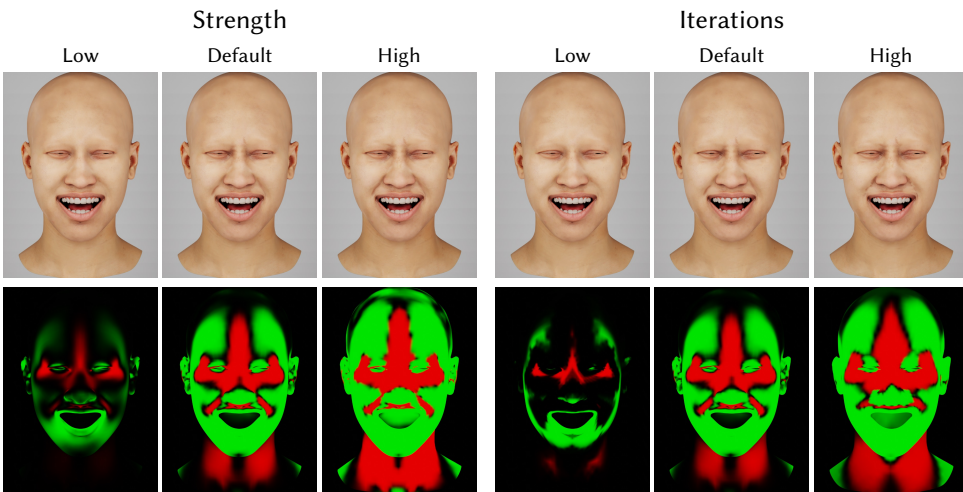 Strength
Iterations
Low
Default
High
Low
Default
High